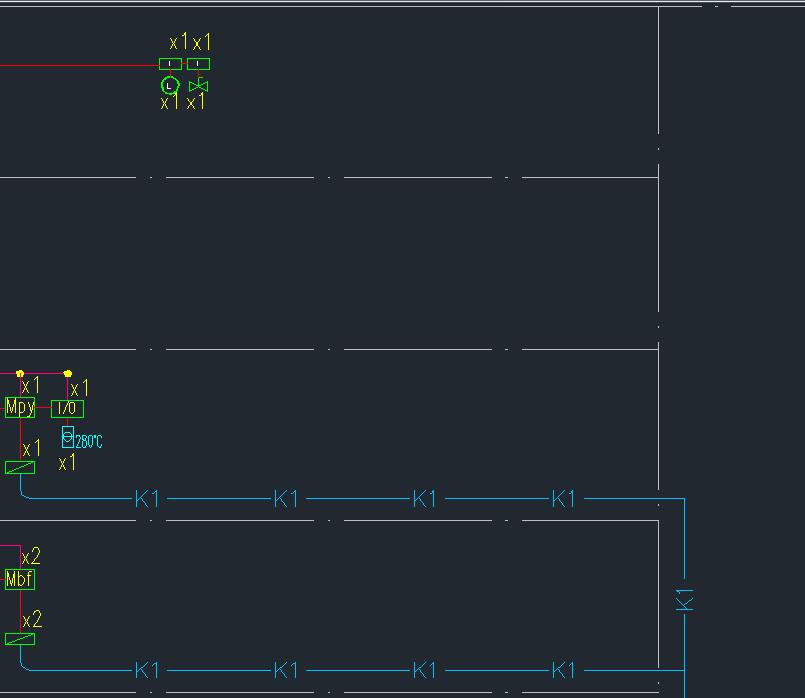 x1 x1
I I
L
x1 x1
x1 x1
Mpy I/O
280℃
x1 x1
K1 K1 K1 K1
x2
Mbf
K1
x2
K1 K1 K1 K1